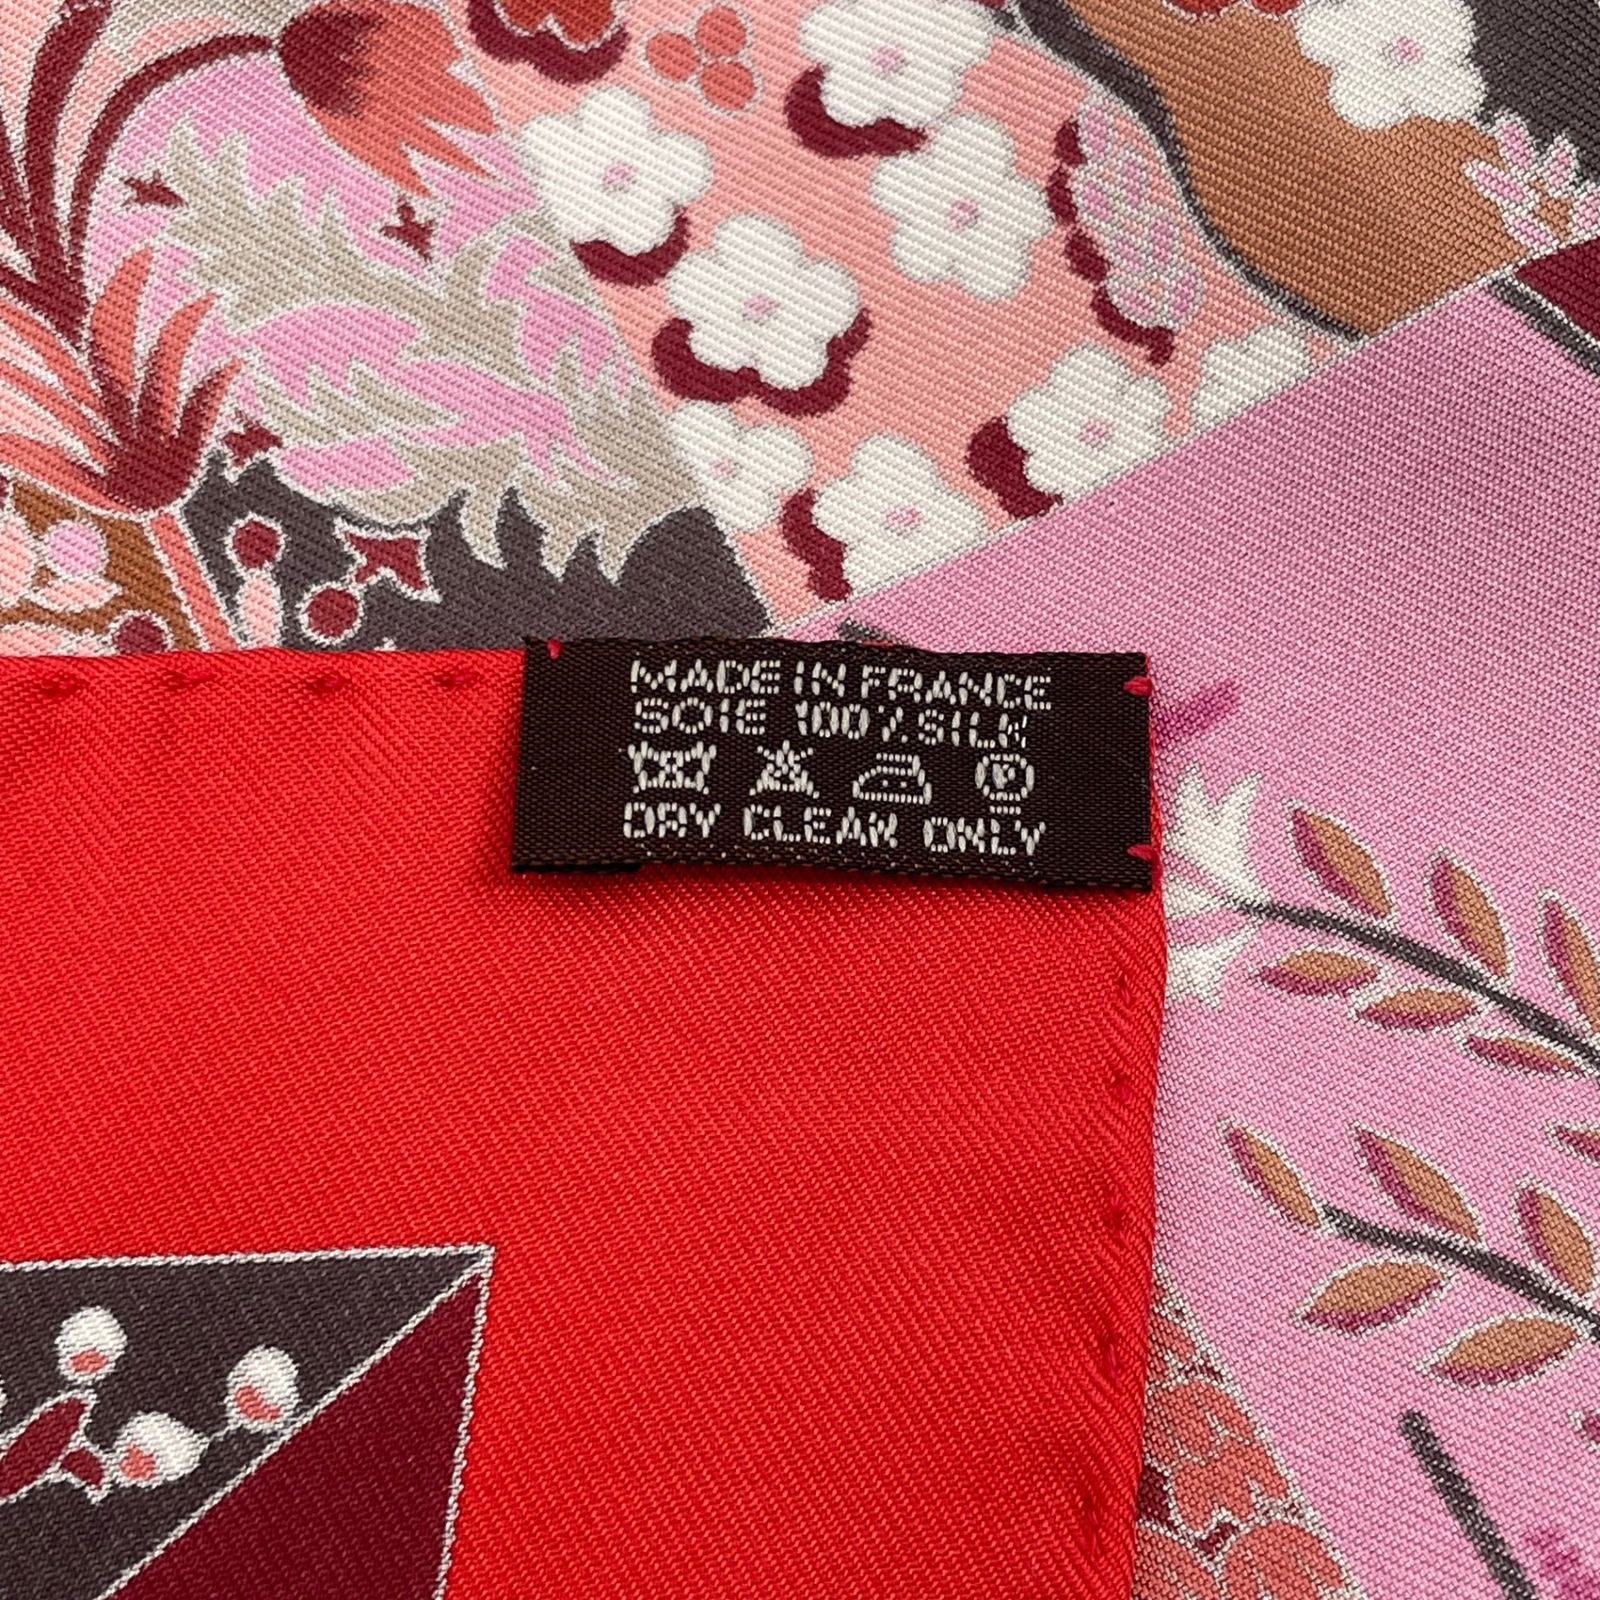 MADE IN FRANCE
SOIE 100% SILK
P
DRY CLEAN ONLY